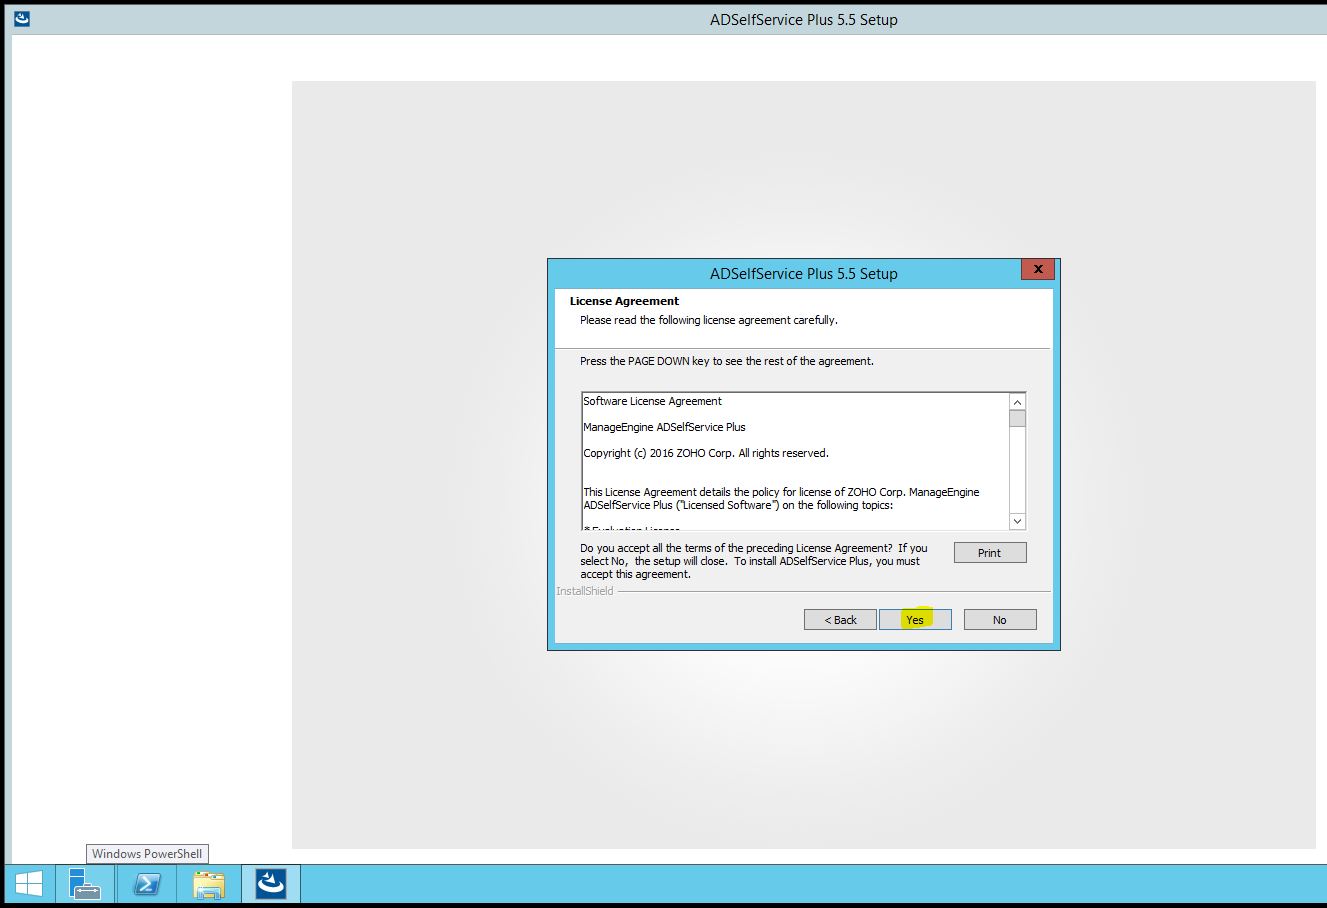 ADSelfService Plus 5.5 Setup
ADSelfService Plus 5.5 Setup
x
License Agreement
Please read the following license agreement carefully.
Press the PAGE DOWN key to see the rest of the agreement.
Software License Agreement
ManageEngine ADSelfService Plus
Copyright (c) 2016 ZOHO Corp. All rights reserved.
This License Agreement details the policy for license of ZOHO Corp. ManageEngine
ADSelfService Plus ("Licensed Software") on the following topics:
* Evaluation License
Do you accept all the terms of the preceding License Agreement?  If you
select No,  the setup will close.  To install ADSelfService Plus, you must
accept this agreement.
Print
InstallShield
< Back
Yes
No
Windows PowerShell